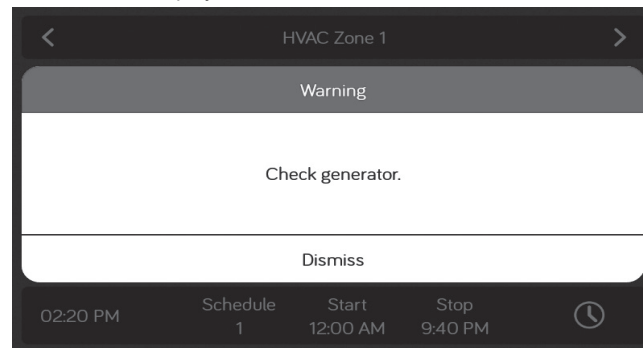 HVAC Zone 1
Warning
Check generator.
Dismiss
02:20 PM
Schedule Start Stop
1 12:00 AM 9:40 PM